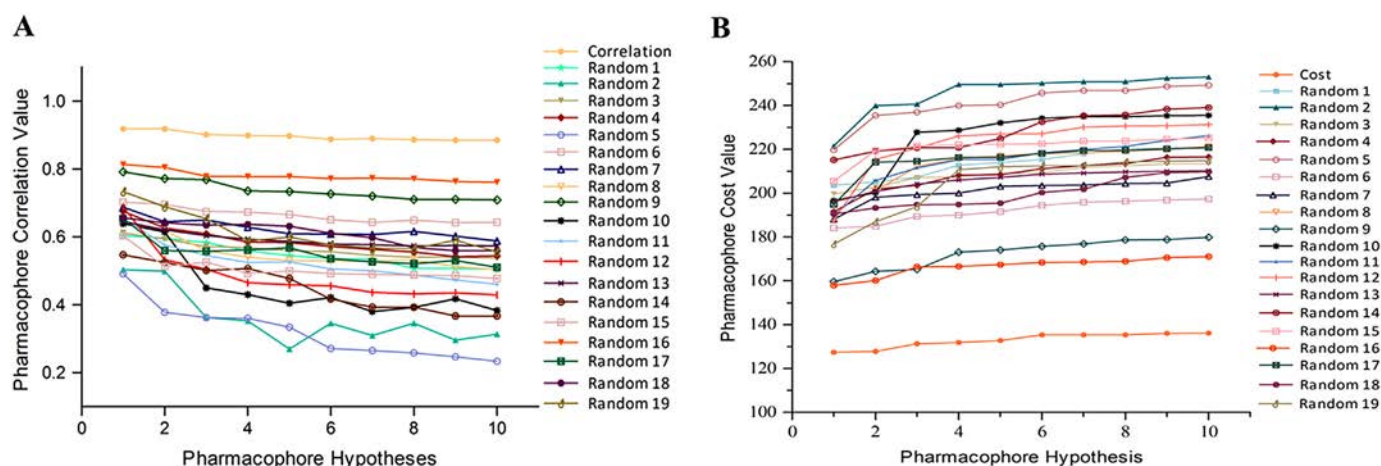 A
Pharmacophore Correlation Value
1.0
0.8
0.6
0.4
0.2
0
2
4
6
8
10
Pharmacophore Hypotheses
Correlation
Random 1
Random 2
Random 3
Random 4
Random 5
Random 6
Random 7
Random 8
Random 9
Random 10
Random 11
Random 12
Random 13
Random 14
Random 15
Random 16
Random 17
Random 18
Random 19
B
Pharmacophore Cost Value
260
240
220
200
180
160
140
120
100
0
2
4
6
8
10
Pharmacophore Hypothesis
Cost
Random 1
Random 2
Random 3
Random 4
Random 5
Random 6
Random 7
Random 8
Random 9
Random 10
Random 11
Random 12
Random 13
Random 14
Random 15
Random 16
Random 17
Random 18
Random 19